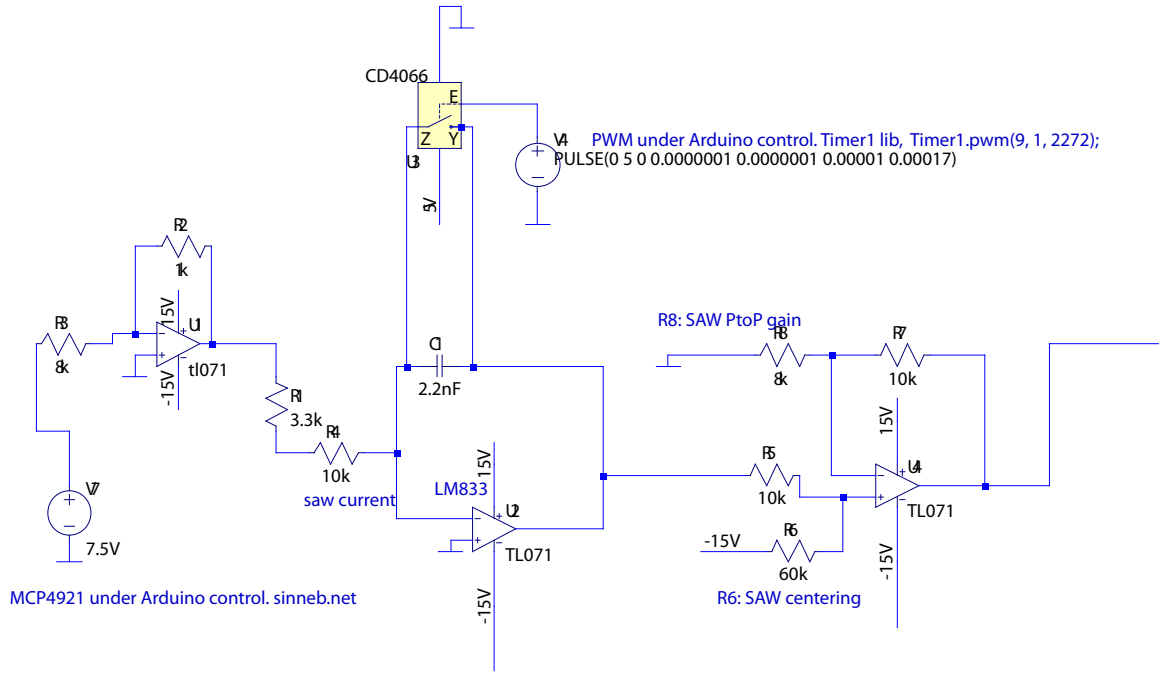 CD4066
E
Z Y
U3
5V
V4
PWM under Arduino control. Timer1 lib, Timer1.pwm(9, 1, 2272);
PULSE(0 5 0 0.0000001 0.0000001 0.00001 0.00017)
R2
1k
15V
U1
tl071
-15V
R3
8k
R1
3.3k
R4
10k
saw current
C1
2.2nF
V7
7.5V
MCP4921 under Arduino control. sinneb.net
LM833
15V
U2
TL071
-15V
R8: SAW PtoP gain
R8
8k
R7
10k
15V
R5
10k
U4
TL071
-15V
R6
60k
-15V
R6: SAW centering